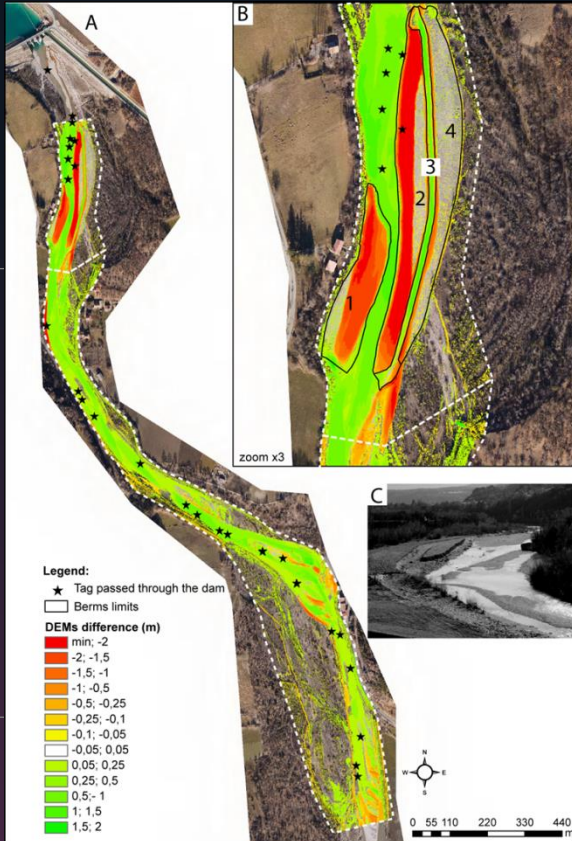 A
B
4
3
2
1
zoom x3
C
Legend:
Tag passed through the dam
Berms limits
DEMs difference (m)
min; -2
-2; -1,5
-1,5; -1
-1; -0,5
-0,5; -0,25
-0,25; -0,1
-0,1; -0,05
-0,05; 0,05
0,05; 0,25
0,25; 0,5
0,5;- 1
1; 1,5
1,5; 2
N
W E
S
0 55 110 220 330 440
m